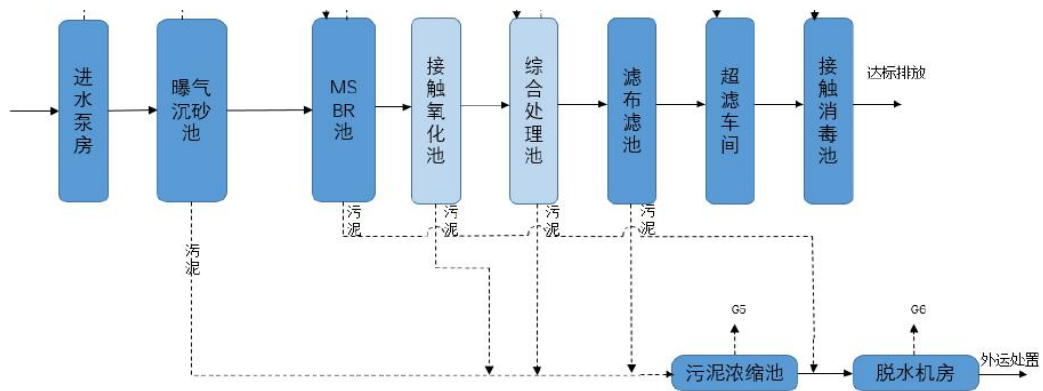 进水泵房
曝气沉砂池
MSBR池
接触氧化池
综合处理池
滤布滤池
超滤车间
接触消毒池
达标排放
污泥
污泥
污泥
污泥
污泥
G5
G6
污泥浓缩池
脱水机房
外运处置